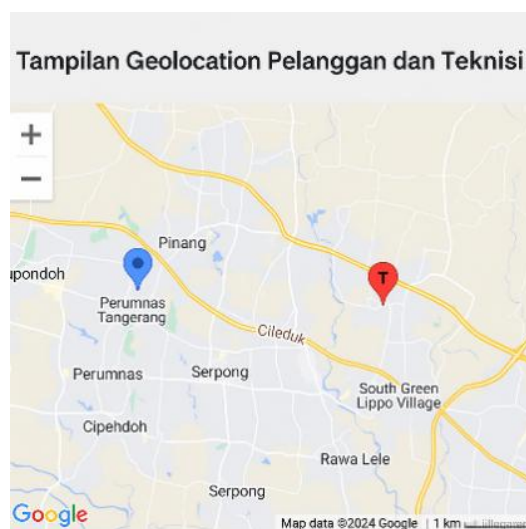 Tampilan Geolocation Pelanggan dan Teknisi
+
−
Pinang
upondoh
T
Perumnas
Tangerang
Cileduk
Perumnas
Serpong
South Green
Lippo Village
Cipehdoh
Rawa Lele
Serpong
Google
Map data ©2024 Google
1 km